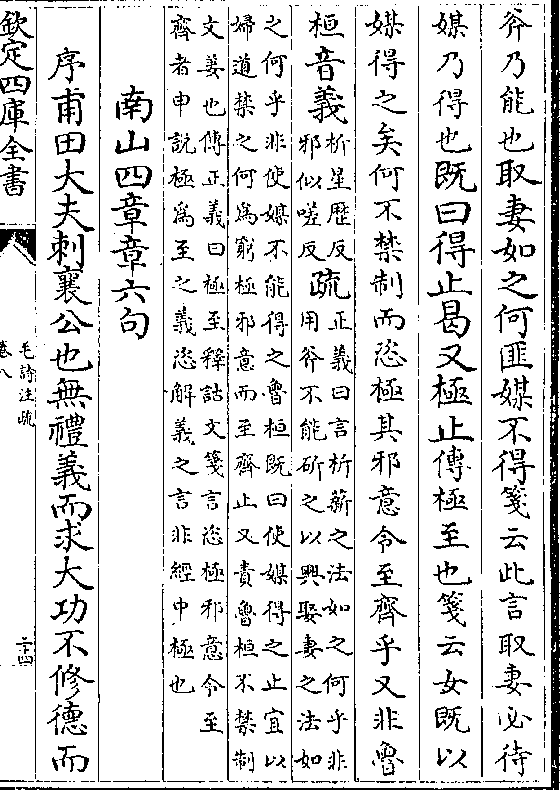 斧乃能也取妻如之何匪媒不得箋云此言取妻必待
媒乃得也既曰得止曷又極止傳極至也箋云女既以
媒得之矣何不禁制而恣極其邪意令至齊乎又非魯
桓音義析星歴反
邪似嗟反疏正義曰言析薪之法如之何乎非
用斧不能斫之以興娶妻之法如
之何乎非使媒不能得之魯桓既曰使媒得之止宜以
婦道禁之何為窮極邪意而至齊止又責魯桓不禁制
文姜也傳正義曰極至釋詁文箋言恣極邪意令至
齊者申說極為至之義恣解義之言非經中極也
南山四章章六句
序甫田大夫刺襄公也無禮義而求大功不修德而
欽定四庫全書
毛詩注疏
卷八
二十四